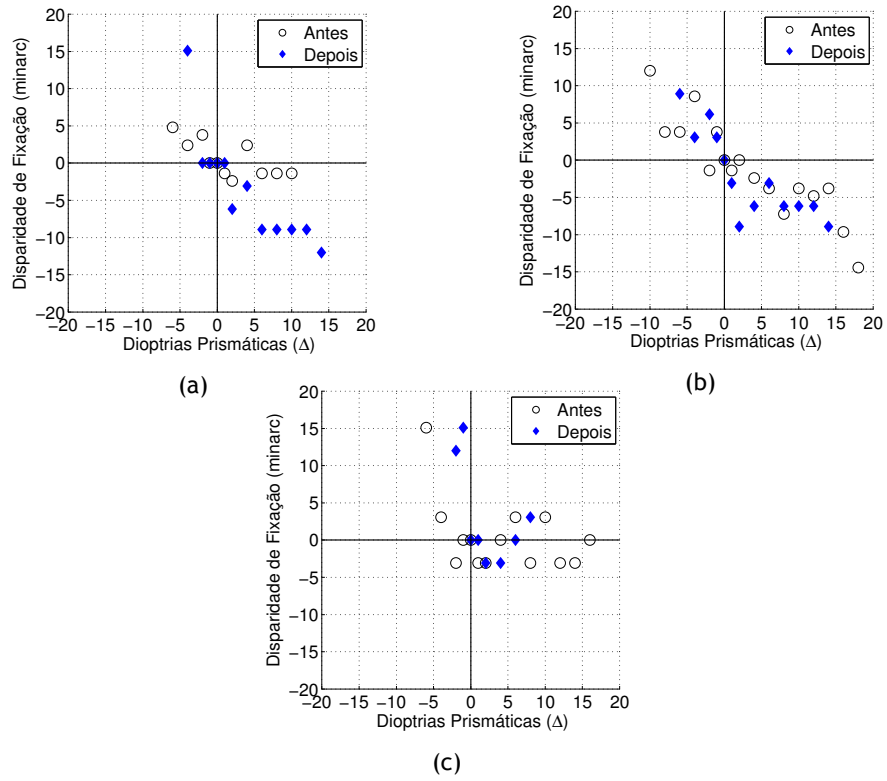 20
15
10
5
0
−5
−10
−15
−20
−20 −15 −10 −5 0 5 10 15 20
Disparidade de Fixação (minarc)
Dioptrias Prismáticas (Δ)
Antes
Depois
(a)
20
15
10
5
0
−5
−10
−15
−20
−20 −15 −10 −5 0 5 10 15 20
Disparidade de Fixação (minarc)
Dioptrias Prismáticas (Δ)
Antes
Depois
(b)
20
15
10
5
0
−5
−10
−15
−20
−20 −15 −10 −5 0 5 10 15 20
Disparidade de Fixação (minarc)
Dioptrias Prismáticas (Δ)
Antes
Depois
(c)